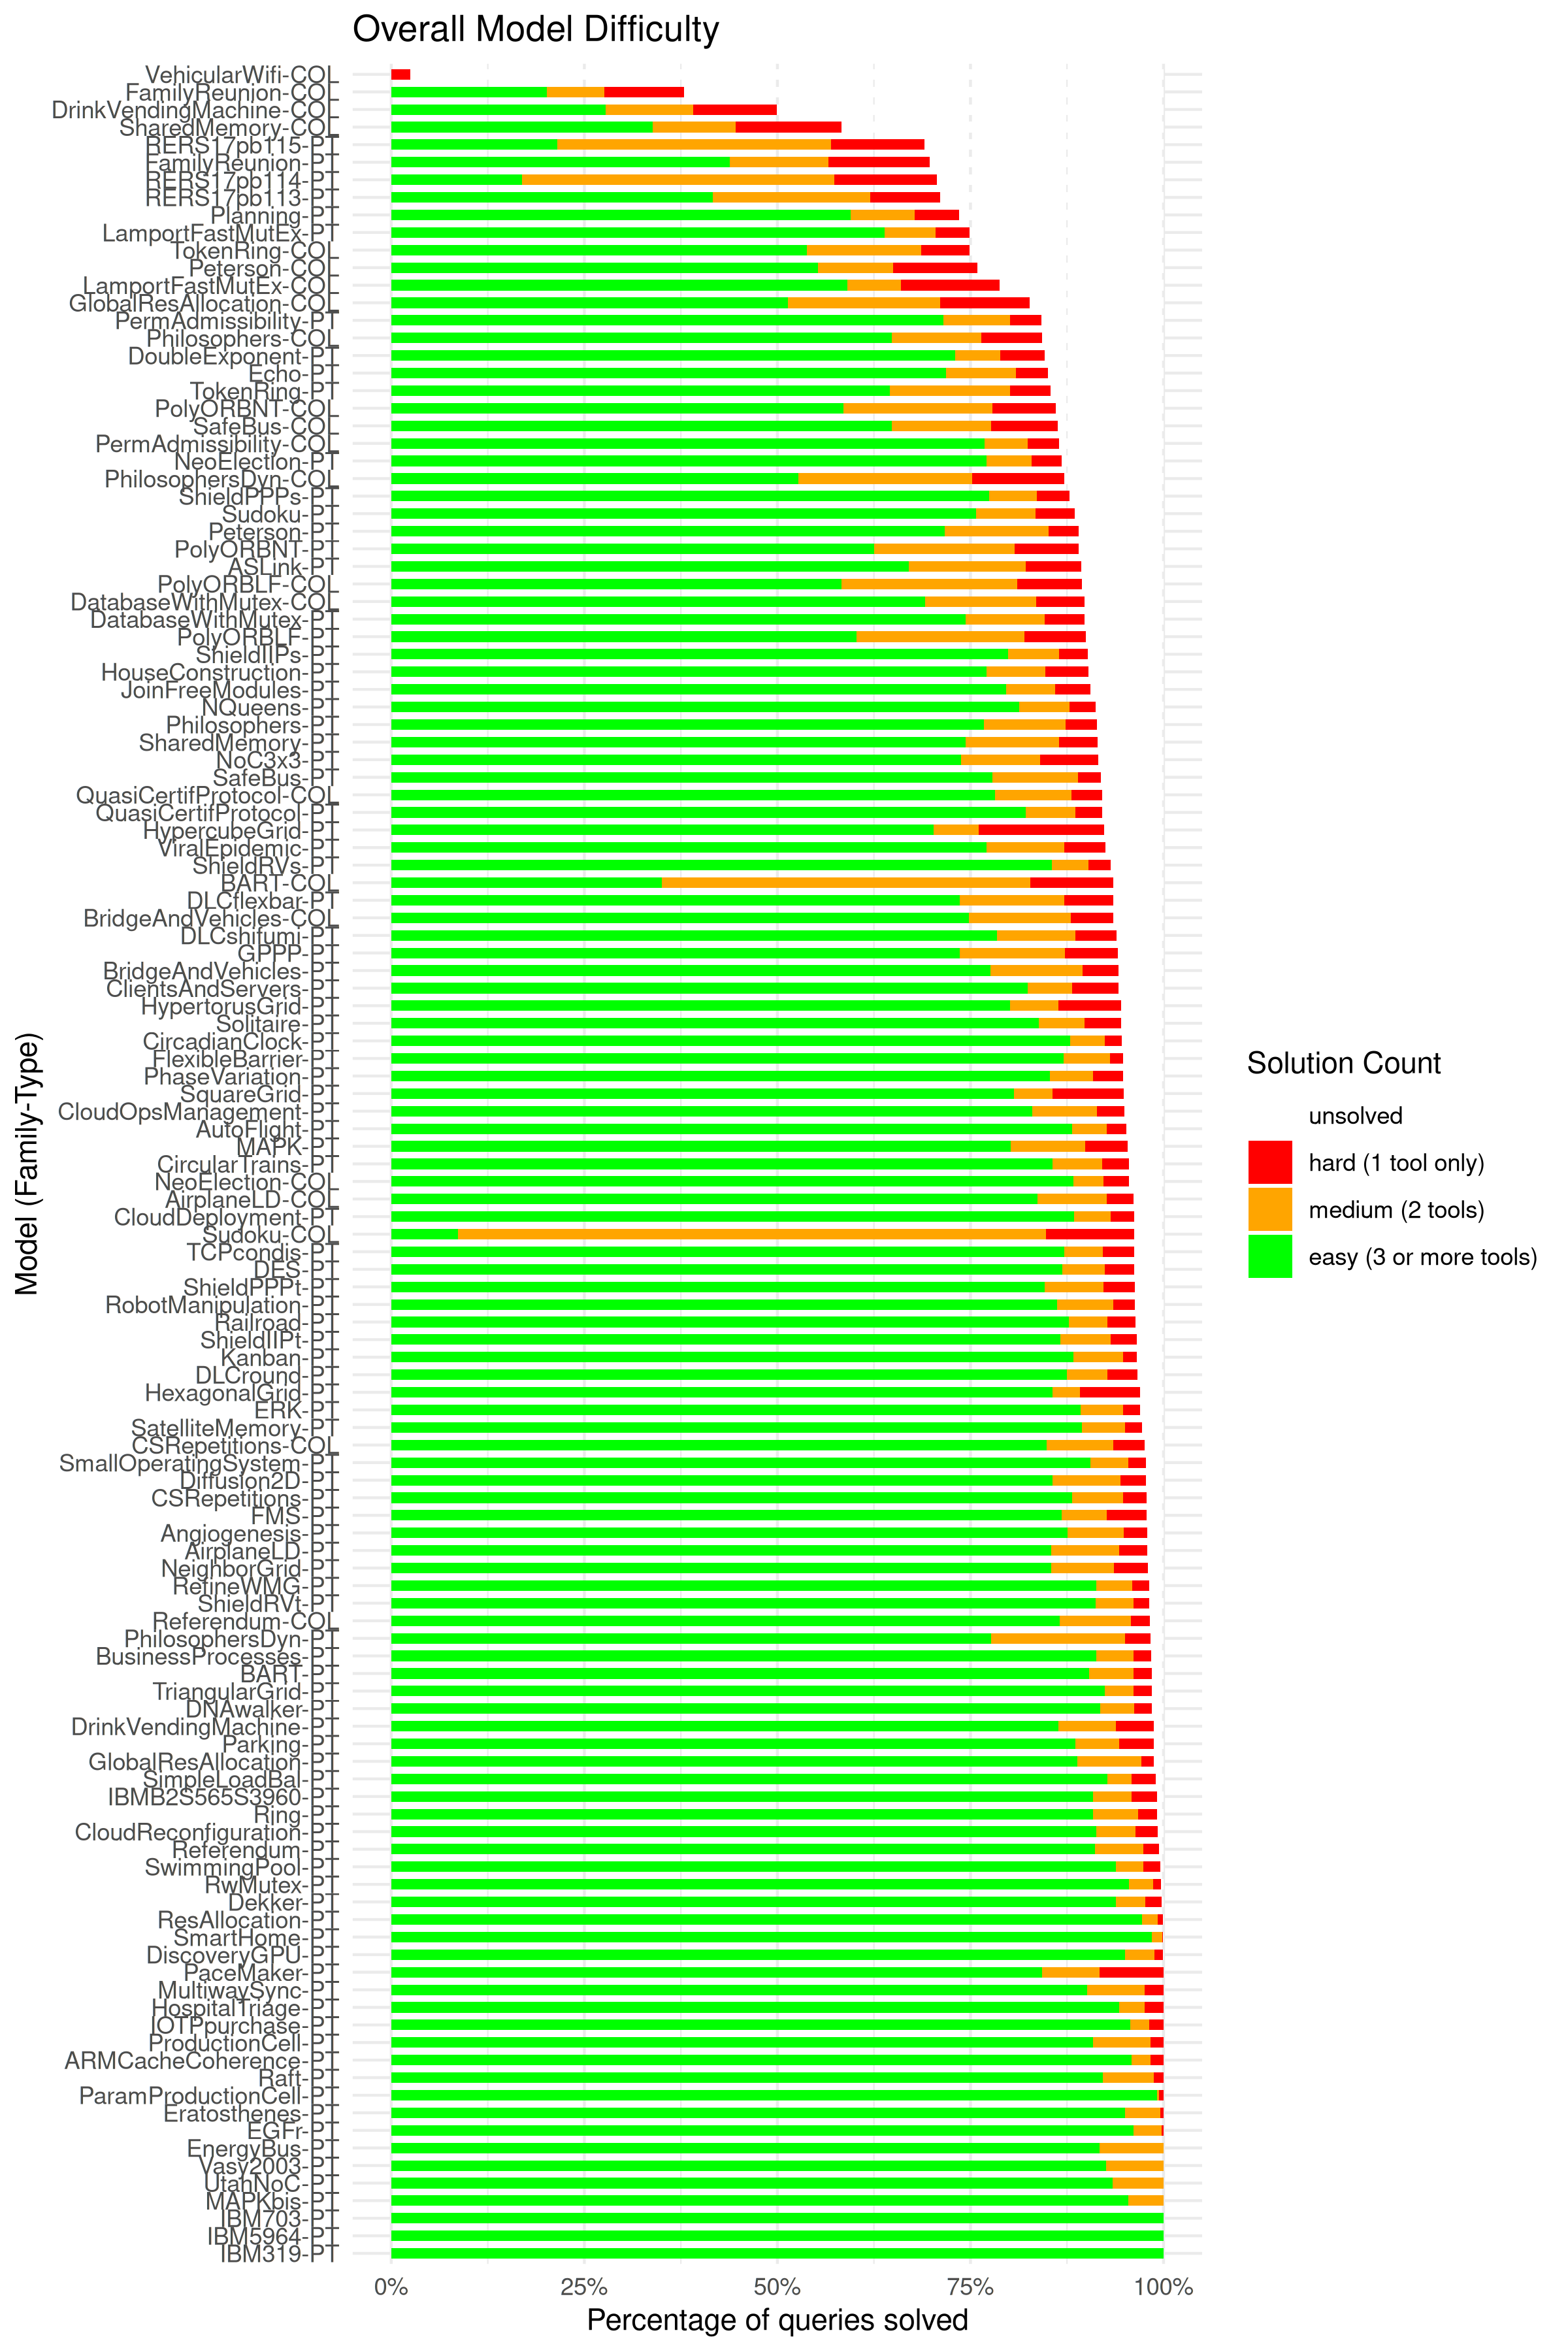 Overall Model Difficulty
VehicularWifi-COL
FamilyReunion-COL
DrinkVendingMachine-COL
SharedMemory-COL
RERS17pb115-PT
FamilyReunion-PT
RERS17pb114-PT
RERS17pb113-PT
Planning-PT
LamportFastMutEx-PT
TokenRing-COL
Peterson-COL
LamportFastMutEx-COL
GlobalResAllocation-COL
PermAdmissibility-PT
Philosophers-COL
DoubleExponent-PT
Echo-PT
TokenRing-PT
PolyORBNT-COL
SafeBus-COL
PermAdmissibility-COL
NeoElection-PT
PhilosophersDyn-COL
ShieldPPPs-PT
Sudoku-PT
Peterson-PT
PolyORBNT-PT
ASLink-PT
PolyORBLF-COL
DatabaseWithMutex-COL
DatabaseWithMutex-PT
PolyORBLF-PT
ShieldIIPs-PT
HouseConstruction-PT
JoinFreeModules-PT
NQueens-PT
Philosophers-PT
SharedMemory-PT
NoC3x3-PT
SafeBus-PT
QuasiCertifProtocol-COL
QuasiCertifProtocol-PT
HypercubeGrid-PT
ViralEpidemic-PT
ShieldRVs-PT
BART-COL
DLCflexbar-PT
BridgeAndVehicles-COL
DLCshifumi-PT
GPPP-PT
BridgeAndVehicles-PT
ClientsAndServers-PT
HypertorusGrid-PT
Solitaire-PT
CircadianClock-PT
FlexibleBarrier-PT
PhaseVariation-PT
SquareGrid-PT
CloudOpsManagement-PT
AutoFlight-PT
MAPK-PT
CircularTrains-PT
NeoElection-COL
AirplaneLD-COL
CloudDeployment-PT
Sudoku-COL
TCPcondis-PT
DES-PT
ShieldPPPt-PT
RobotManipulation-PT
Railroad-PT
ShieldIIPt-PT
Kanban-PT
DLCround-PT
HexagonalGrid-PT
ERK-PT
SatelliteMemory-PT
CSRepetitions-COL
SmallOperatingSystem-PT
Diffusion2D-PT
CSRepetitions-PT
FMS-PT
Angiogenesis-PT
AirplaneLD-PT
NeighborGrid-PT
RefineWMG-PT
ShieldRVt-PT
Referendum-COL
PhilosophersDyn-PT
BusinessProcesses-PT
BART-PT
TriangularGrid-PT
DNAwalker-PT
DrinkVendingMachine-PT
Parking-PT
GlobalResAllocation-PT
SimpleLoadBal-PT
IBMB2S565S3960-PT
Ring-PT
CloudReconfiguration-PT
Referendum-PT
SwimmingPool-PT
RwMutex-PT
Dekker-PT
ResAllocation-PT
SmartHome-PT
DiscoveryGPU-PT
PaceMaker-PT
MultiwaySync-PT
HospitalTriage-PT
IOTPpurchase-PT
ProductionCell-PT
ARMCacheCoherence-PT
Raft-PT
ParamProductionCell-PT
Eratosthenes-PT
EGFr-PT
EnergyBus-PT
Vasy2003-PT
UtahNoC-PT
MAPKbis-PT
IBM703-PT
IBM5964-PT
IBM319-PT
0% 25% 50% 75% 100%
Percentage of queries solved
Model (Family-Type)
Solution Count
unsolved
hard (1 tool only)
medium (2 tools)
easy (3 or more tools)